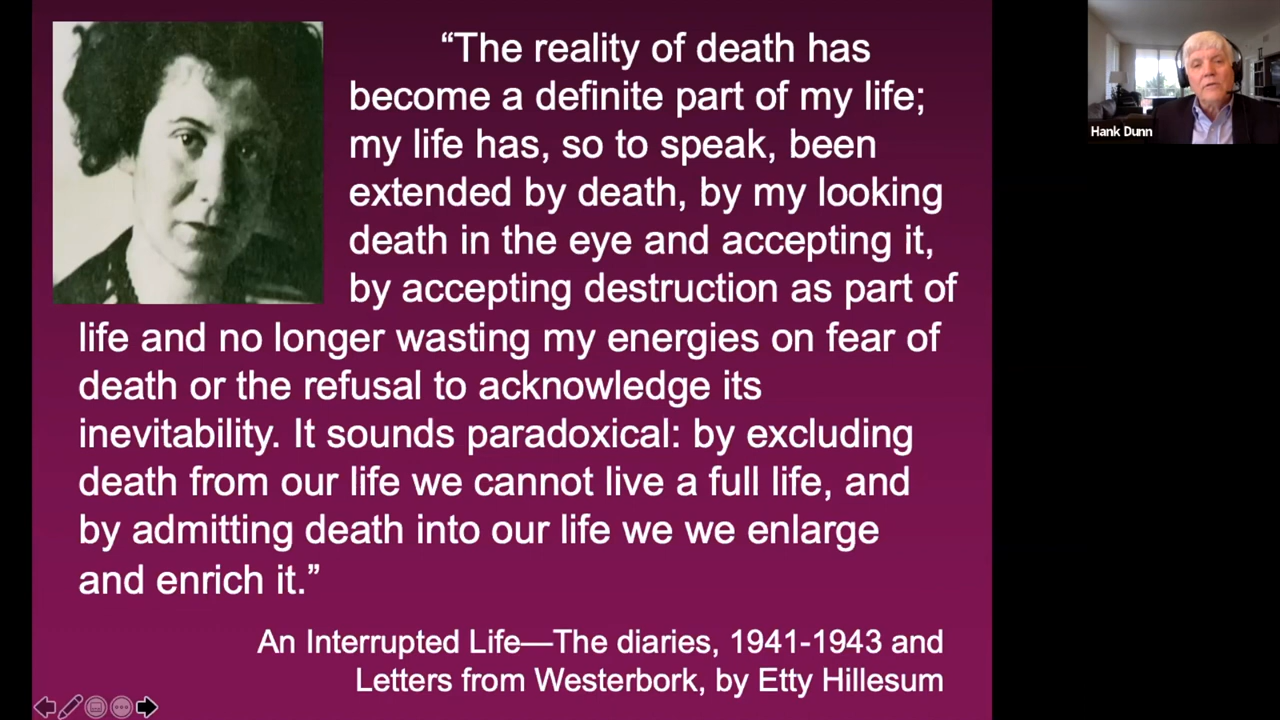 “The reality of death has
become a definite part of my life;
my life has, so to speak, been
extended by death, by my looking
death in the eye and accepting it,
by accepting destruction as part of
life and no longer wasting my energies on fear of
death or the refusal to acknowledge its
inevitability. It sounds paradoxical: by excluding
death from our life we cannot live a full life, and
by admitting death into our life we we enlarge
and enrich it.”
An Interrupted Life—The diaries, 1941-1943 and
Letters from Westerbork, by Etty Hillesum
Hank Dunn